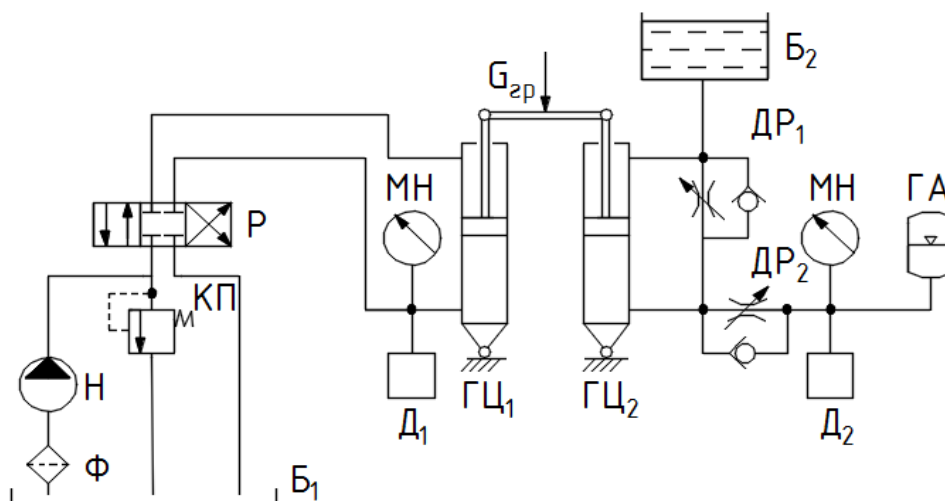 Б₂
Gгр
ДР₁
МН
МН
ГА
Р
ДР₂
КП
Н
ГЦ₁
ГЦ₂
Д₁
Д₂
Ф
Б₁